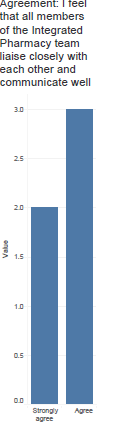 Agreement: I feel
that all members
of the Integrated
Pharmacy team
liaise closely with
each other and
communicate well
3.0
2.5
2.0
Value
1.5
1.0
0.5
0.0
Strongly
agree
Agree